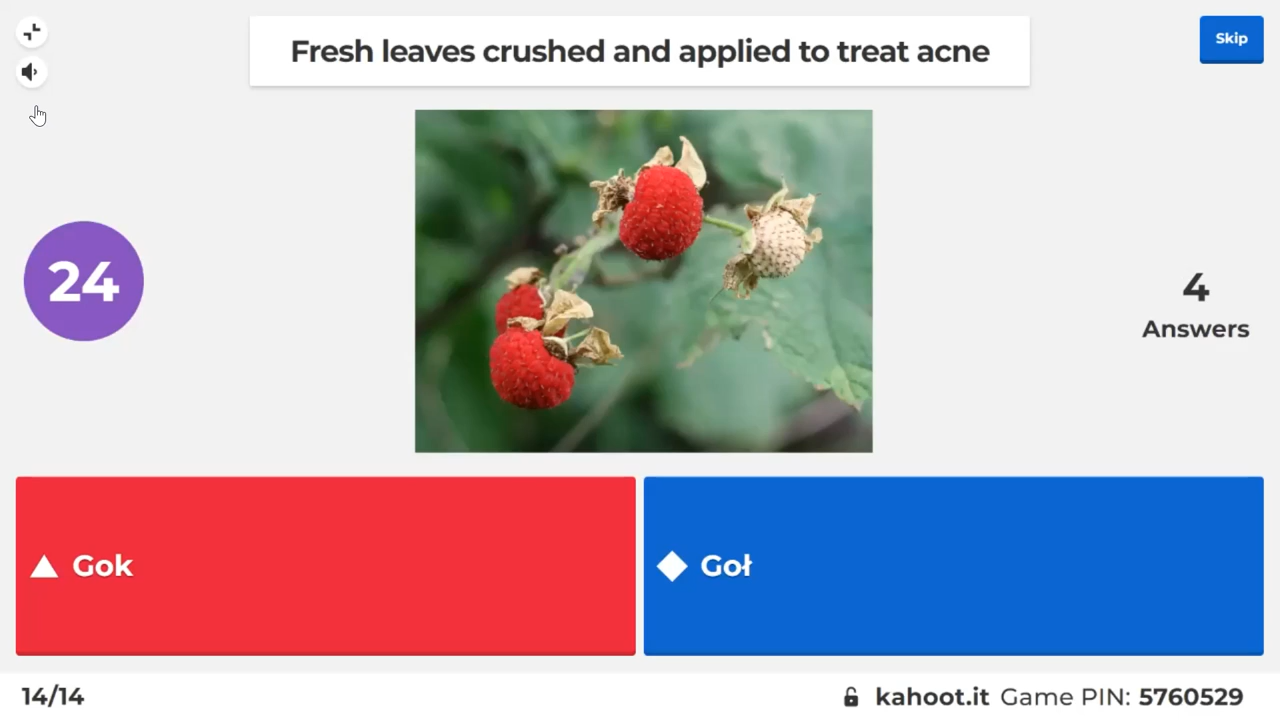 Fresh leaves crushed and applied to treat acne
Skip
24
4
Answers
Gok
Goł
14/14
kahoot.it Game PIN: 5760529